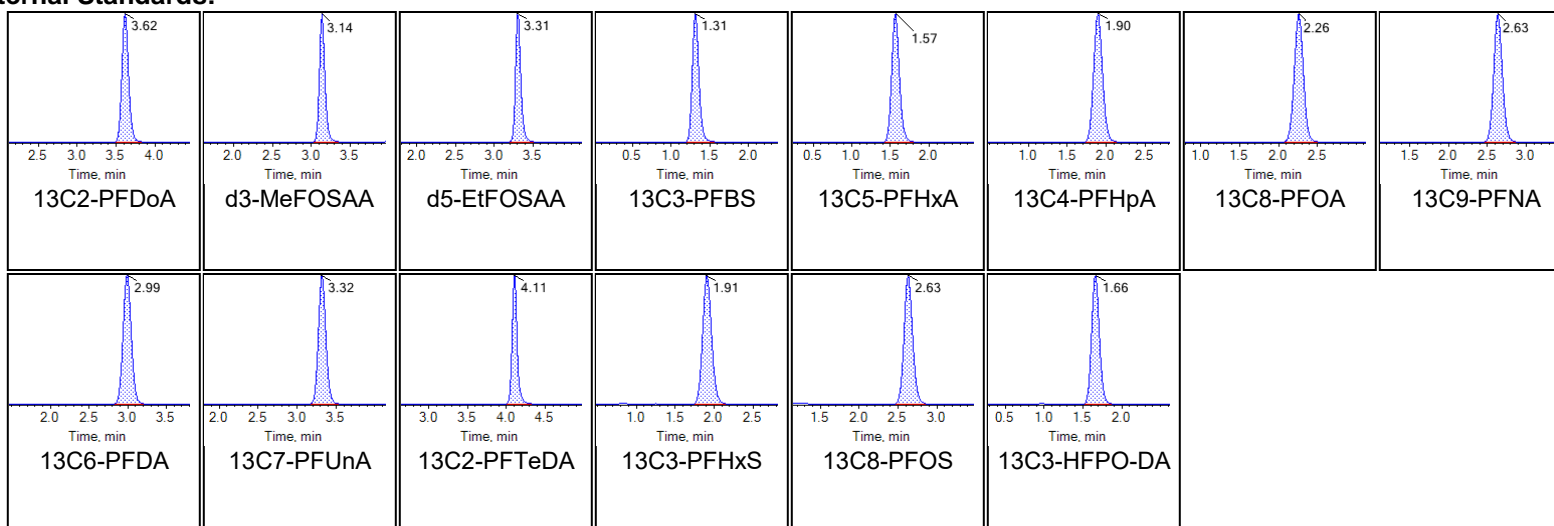 ternal Standards:
3.62 3.14 3.31 1.31 1.57 1.90 2.26 2.63
2.5 3.0 3.5 4.0 2.0 2.5 3.0 3.5 2.0 2.5 3.0 3.5 0.5 1.0 1.5 2.0 0.5 1.0 1.5 2.0 1.0 1.5 2.0 2.5 1.0 1.5 2.0 2.5 1.5 2.0 2.5 3.0
Time, min Time, min Time, min Time, min Time, min Time, min Time, min Time, min
13C2-PFDoA d3-MeFOSAA d5-EtFOSAA 13C3-PFBS 13C5-PFHxA 13C4-PFHpA 13C8-PFOA 13C9-PFNA
2.99 3.32 4.11 1.91 2.63 1.66
2.0 2.5 3.0 3.5 2.0 2.5 3.0 3.5 3.0 3.5 4.0 4.5 1.0 1.5 2.0 2.5 1.5 2.0 2.5 3.0 0.5 1.0 1.5 2.0
Time, min Time, min Time, min Time, min Time, min Time, min
13C6-PFDA 13C7-PFUnA 13C2-PFTeDA 13C3-PFHxS 13C8-PFOS 13C3-HFPO-DA